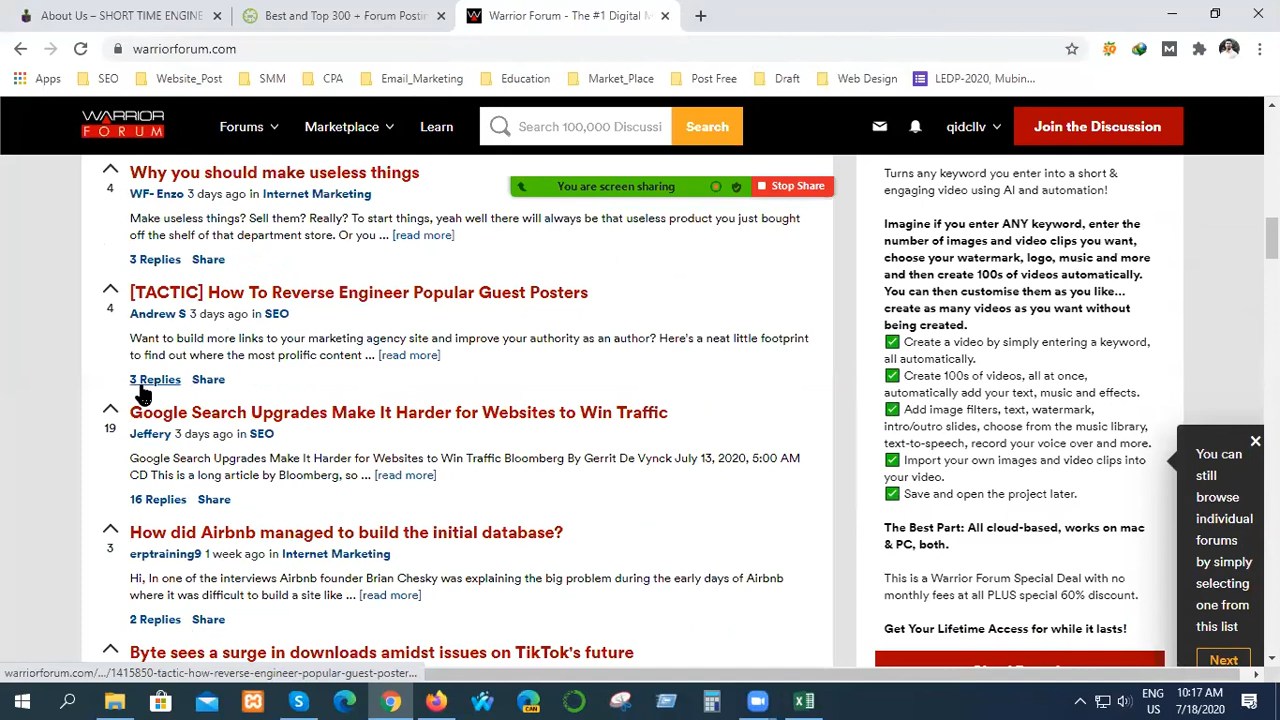 About Us – SHORT TIME ENGINE
Best and Top 300 + Forum Postin
Warrior Forum - The #1 Digital M
warriorforum.com
Apps
SEO
Website_Post
SMM
CPA
Email_Marketing
Education
Market_Place
Post Free
Draft
Web Design
LEDP-2020, Mubin...
WARRIOR
FORUM
Forums
Marketplace
Learn
Search 100,000 Discussi
Search
qidcllv
Join the Discussion
You are screen sharing
Stop Share
4
Why you should make useless things
WF- Enzo 3 days ago in Internet Marketing
Make useless things? Sell them? Really? To start things, yeah well there will always be that useless product you just bought
off the shelf of that department store. Or you ... [read more]
3 Replies Share
4
[TACTIC] How To Reverse Engineer Popular Guest Posters
Andrew S 3 days ago in SEO
Want to build more links to your marketing agency site and improve your authority as an author? Here's a neat little footprint
to find out where the most prolific content ... [read more]
3 Replies Share
19
Google Search Upgrades Make It Harder for Websites to Win Traffic
Jeffery 3 days ago in SEO
Google Search Upgrades Make It Harder for Websites to Win Traffic Bloomberg By Gerrit De Vynck July 13, 2020, 5:00 AM
CD This is a long article by Bloomberg, so ... [read more]
16 Replies Share
3
How did Airbnb managed to build the initial database?
erptraining9 1 week ago in Internet Marketing
Hi, In one of the interviews Airbnb founder Brian Chesky was explaining the big problem during the early days of Airbnb
where it was difficult to build a site like ... [read more]
2 Replies Share
Byte sees a surge in downloads amidst issues on TikTok's future
Turns any keyword you enter into a short &
engaging video using AI and automation!
Imagine if you enter ANY keyword, enter the
number of images and video clips you want,
choose your watermark, logo, music and more
and then create 100s of videos automatically.
You can then customise them as you like...
create as many videos as you want without
being created.
Create a video by simply entering a keyword,
all automatically.
Create 100s of videos, all at once,
automatically add your text, music and effects.
Add image filters, text, watermark,
intro/outro slides, choose from the music library,
text-to-speech, record your voice over and more.
Import your own images and video clips into
your video.
Save and open the project later.
The Best Part: All cloud-based, works on mac
& PC, both.
This is a Warrior Forum Special Deal with no
monthly fees at all PLUS special 60% discount.
Get Your Lifetime Access for while it lasts!
You can
still
browse
individual
forums
by simply
selecting
one from
this list
Next
warriorforum.com/.../1415850-tactic-how-reverse-engineer-popular-guest-poster...
ENG
US
10:17 AM
7/18/2020